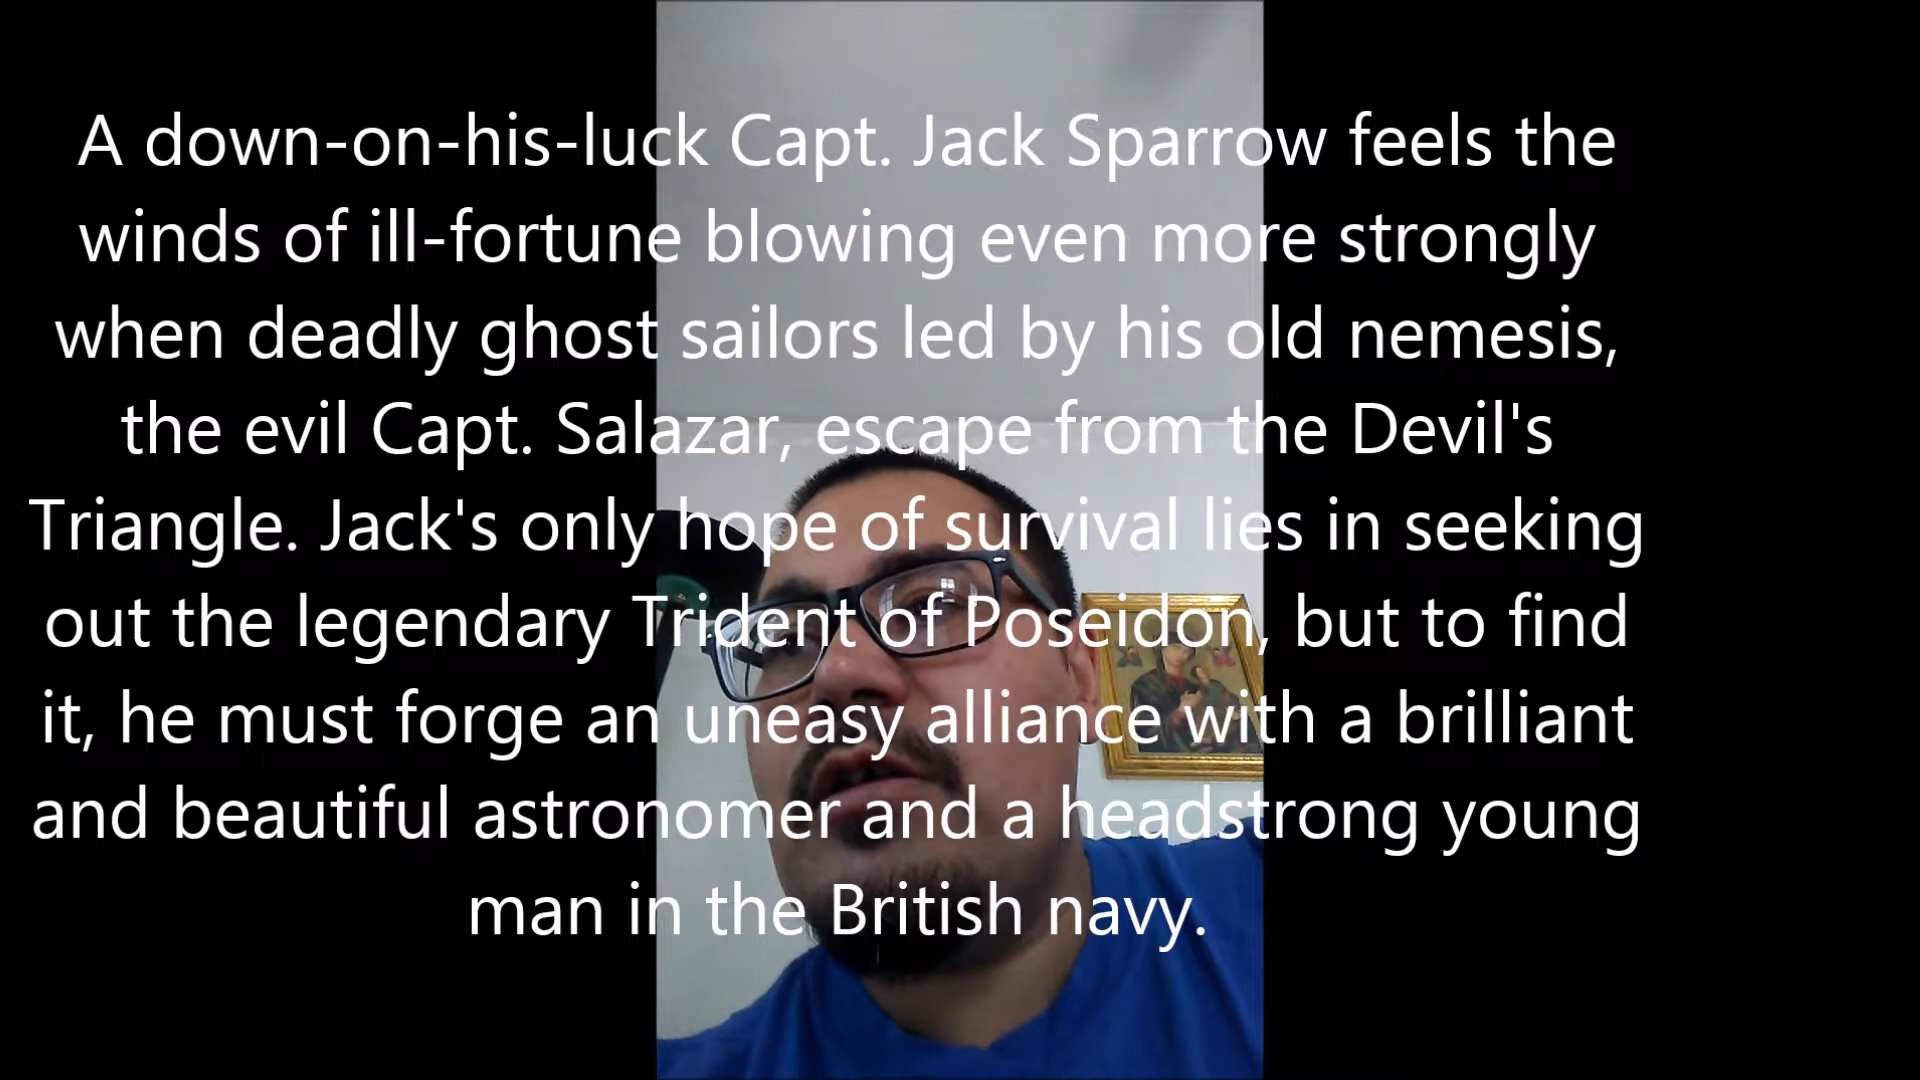 A down-on-his-luck Capt. Jack Sparrow feels the
winds of ill-fortune blowing even more strongly
when deadly ghost sailors led by his old nemesis,
the evil Capt. Salazar, escape from the Devil's
Triangle. Jack's only hope of survival lies in seeking
out the legendary Trident of Poseidon, but to find
it, he must forge an uneasy alliance with a brilliant
and beautiful astronomer and a headstrong young
man in the British navy.